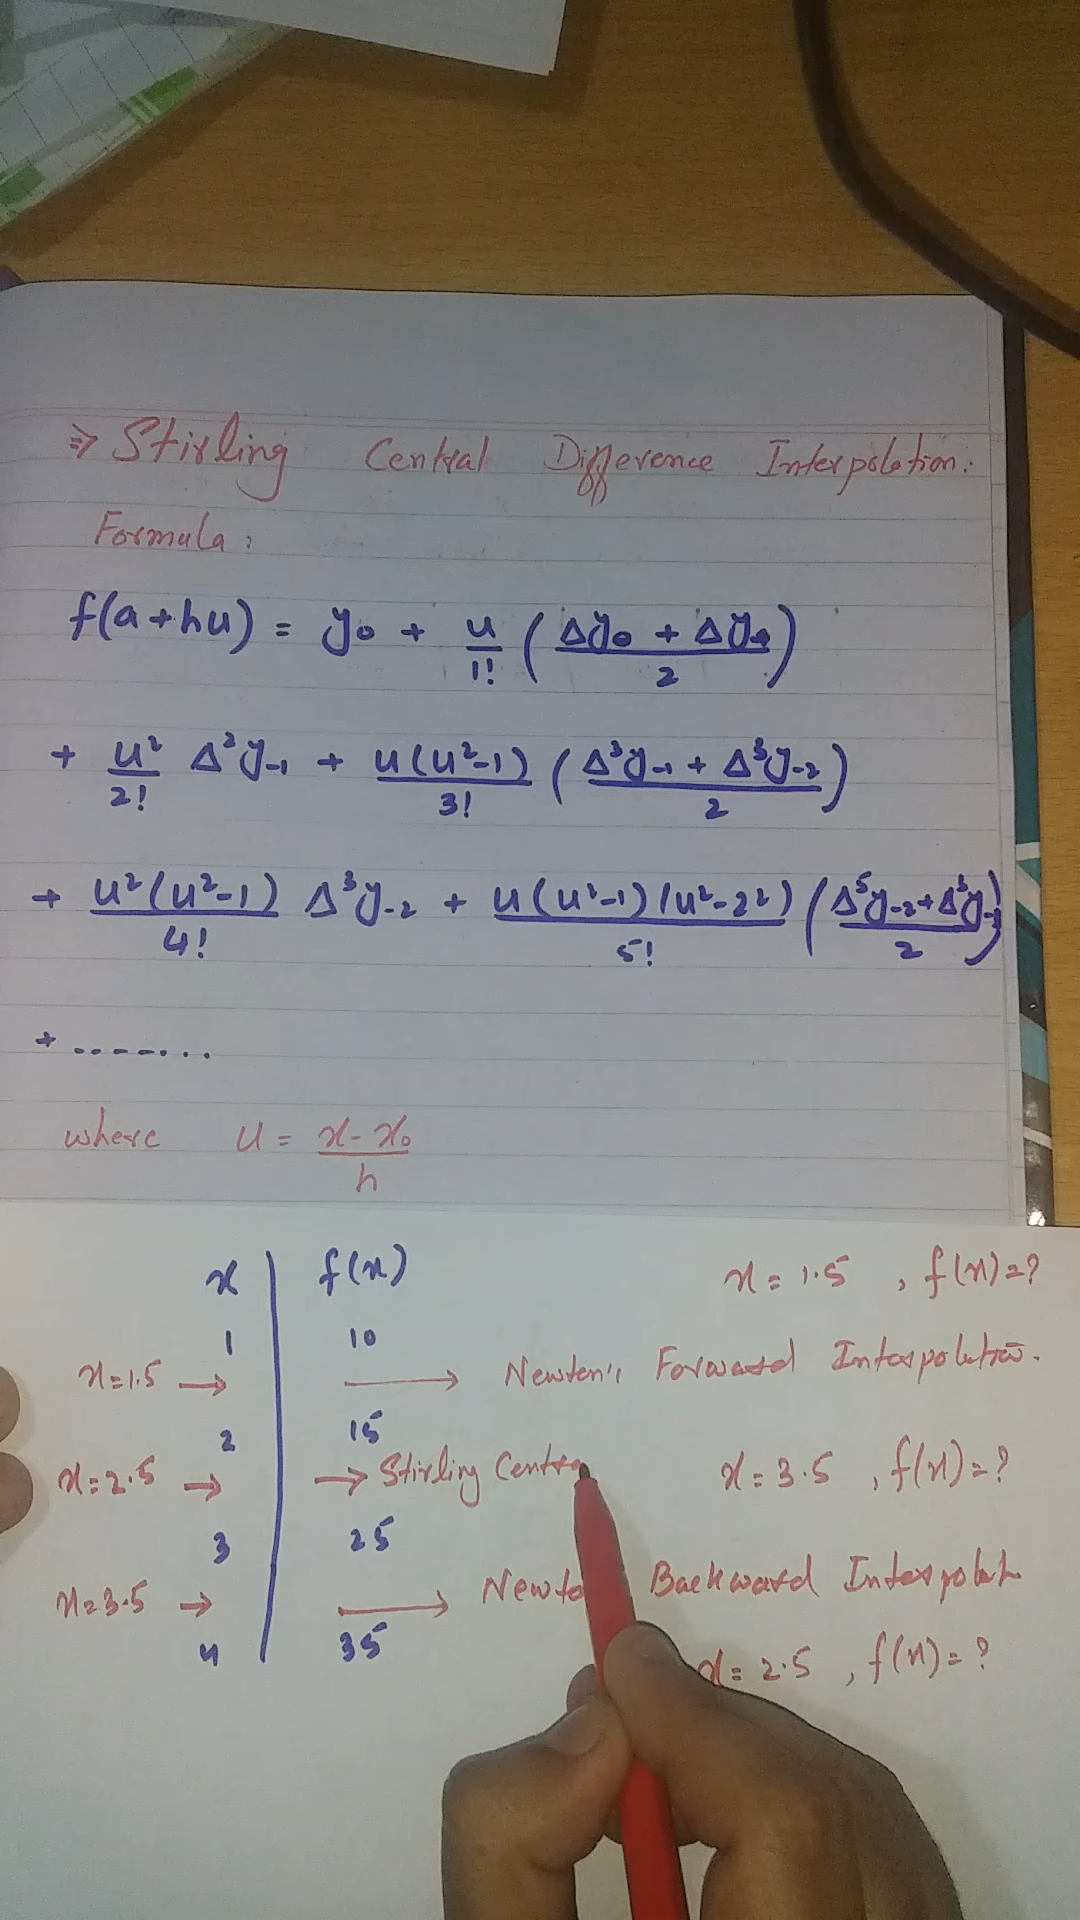 ⇒ Stirling Central Difference Interpolation.
Formula:
f(a+hu) = y₀ + u/1! (Δy₀ + Δy₋₁)/2
+ u²/2! Δ²y₋₁ + u(u²-1)/3! (Δ³y₋₁ + Δ³y₋₂)/2
+ u²(u²-1)/4! Δ³y₋₂ + u(u²-1)(u²-2²)/5! (Δ⁵y₋₂+Δ⁵y₋₃)/2
+ .......
where u = x-x₀/h
x | f(x)
x=1.5 , f(x)=?
1 10
x=1.5 → → Newton's Forward Interpolation.
2 15
x=2.5 → → Stirling Centra
x=3.5 , f(x)=?
3 25
x=3.5 → → Newto Backward Interpolat
4 35
x=2.5 , f(x)=?